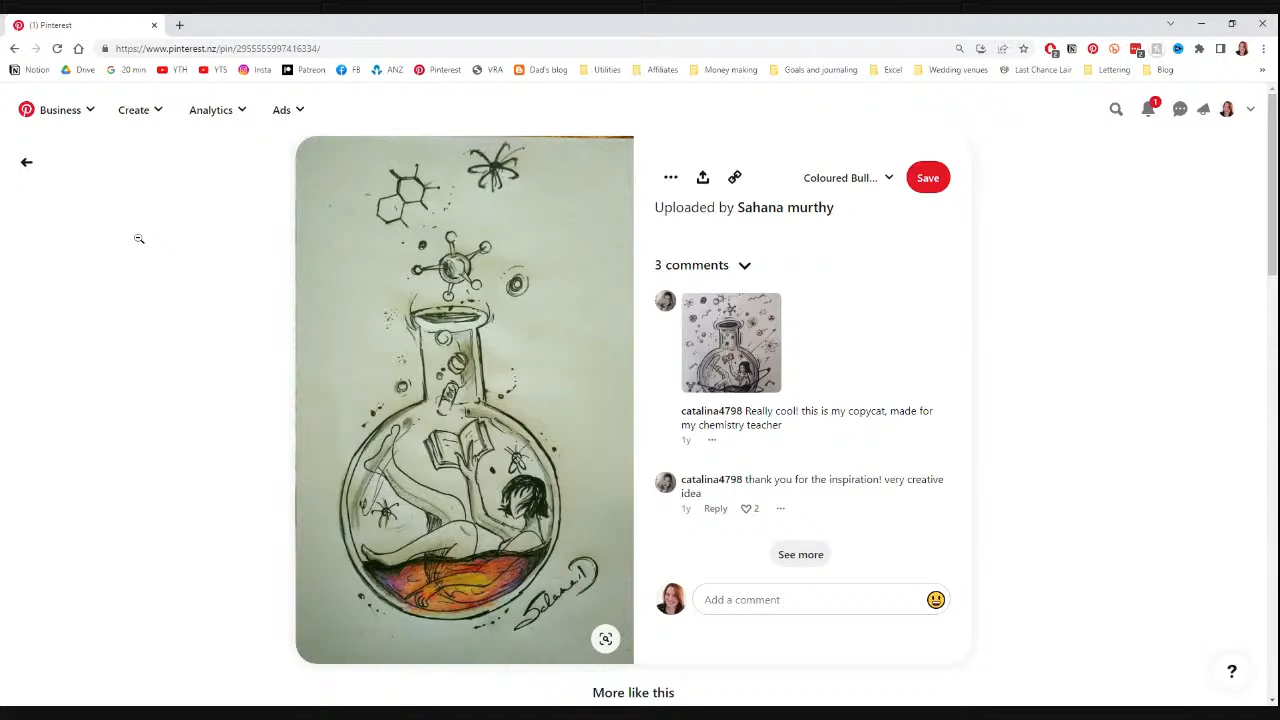 (1) Pinterest
https://www.pinterest.nz/pin/295555599741633​4/
Notion Drive 20 min YTH YTS Insta Patreon FB ANZ Pinterest VRA Dad's blog Utilities Affiliates Money making Goals and journaling Excel Wedding venues Last Chance Lair Lettering Blog
Business Create Analytics Ads
1
Coloured Bull... Save
Uploaded by Sahana murthy
3 comments
catalina4798 Really cool! this is my copycat, made for
my chemistry teacher
1y
catalina4798 thank you for the inspiration! very creative
idea
1y Reply 2
See more
Add a comment
?
More like this